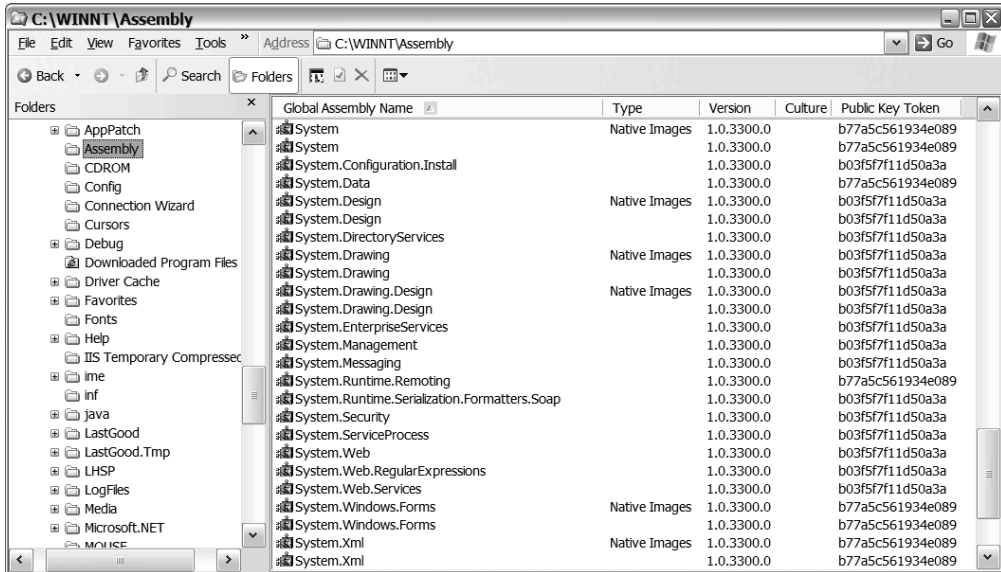 C:\WINNT\Assembly
File Edit View Favorites Tools » Address C:\WINNT\Assembly Go
Back Search Folders
Folders ×
AppPatch
Assembly
CDROM
Config
Connection Wizard
Cursors
Debug
Downloaded Program Files
Driver Cache
Favorites
Fonts
Help
IIS Temporary Compressed
ime
inf
java
LastGood
LastGood.Tmp
LHSP
LogFiles
Media
Microsoft.NET
MOUSE
Global Assembly Name Type Version Culture Public Key Token
System Native Images 1.0.3300.0 b77a5c561934e089
System 1.0.3300.0 b77a5c561934e089
System.Configuration.Install 1.0.3300.0 b03f5f7f11d50a3a
System.Data 1.0.3300.0 b77a5c561934e089
System.Design Native Images 1.0.3300.0 b03f5f7f11d50a3a
System.Design 1.0.3300.0 b03f5f7f11d50a3a
System.DirectoryServices 1.0.3300.0 b03f5f7f11d50a3a
System.Drawing Native Images 1.0.3300.0 b03f5f7f11d50a3a
System.Drawing 1.0.3300.0 b03f5f7f11d50a3a
System.Drawing.Design Native Images 1.0.3300.0 b03f5f7f11d50a3a
System.Drawing.Design 1.0.3300.0 b03f5f7f11d50a3a
System.EnterpriseServices 1.0.3300.0 b03f5f7f11d50a3a
System.Management 1.0.3300.0 b03f5f7f11d50a3a
System.Messaging 1.0.3300.0 b03f5f7f11d50a3a
System.Runtime.Remoting 1.0.3300.0 b77a5c561934e089
System.Runtime.Serialization.Formatters.Soap 1.0.3300.0 b03f5f7f11d50a3a
System.Security 1.0.3300.0 b03f5f7f11d50a3a
System.ServiceProcess 1.0.3300.0 b03f5f7f11d50a3a
System.Web 1.0.3300.0 b03f5f7f11d50a3a
System.Web.RegularExpressions 1.0.3300.0 b03f5f7f11d50a3a
System.Web.Services 1.0.3300.0 b03f5f7f11d50a3a
System.Windows.Forms Native Images 1.0.3300.0 b77a5c561934e089
System.Windows.Forms 1.0.3300.0 b77a5c561934e089
System.Xml Native Images 1.0.3300.0 b77a5c561934e089
System.Xml 1.0.3300.0 b77a5c561934e089